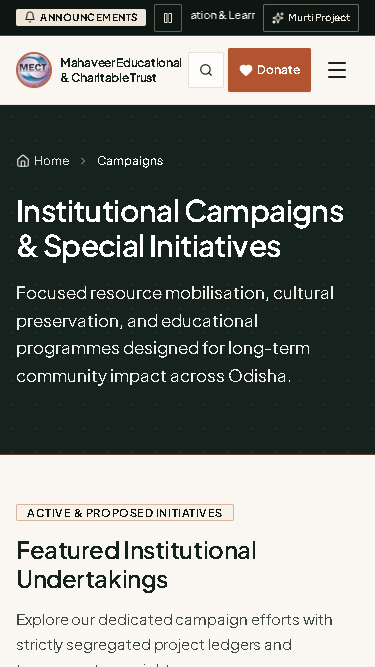 ANNOUNCEMENTS
ation & Learr
Murti Project
MECT
Mahaveer Educational
& Charitable Trust
Donate
Home
Campaigns
Institutional Campaigns
& Special Initiatives
Focused resource mobilisation, cultural
preservation, and educational
programmes designed for long-term
community impact across Odisha.
ACTIVE & PROPOSED INITIATIVES
Featured Institutional
Undertakings
Explore our dedicated campaign efforts with
strictly segregated project ledgers and